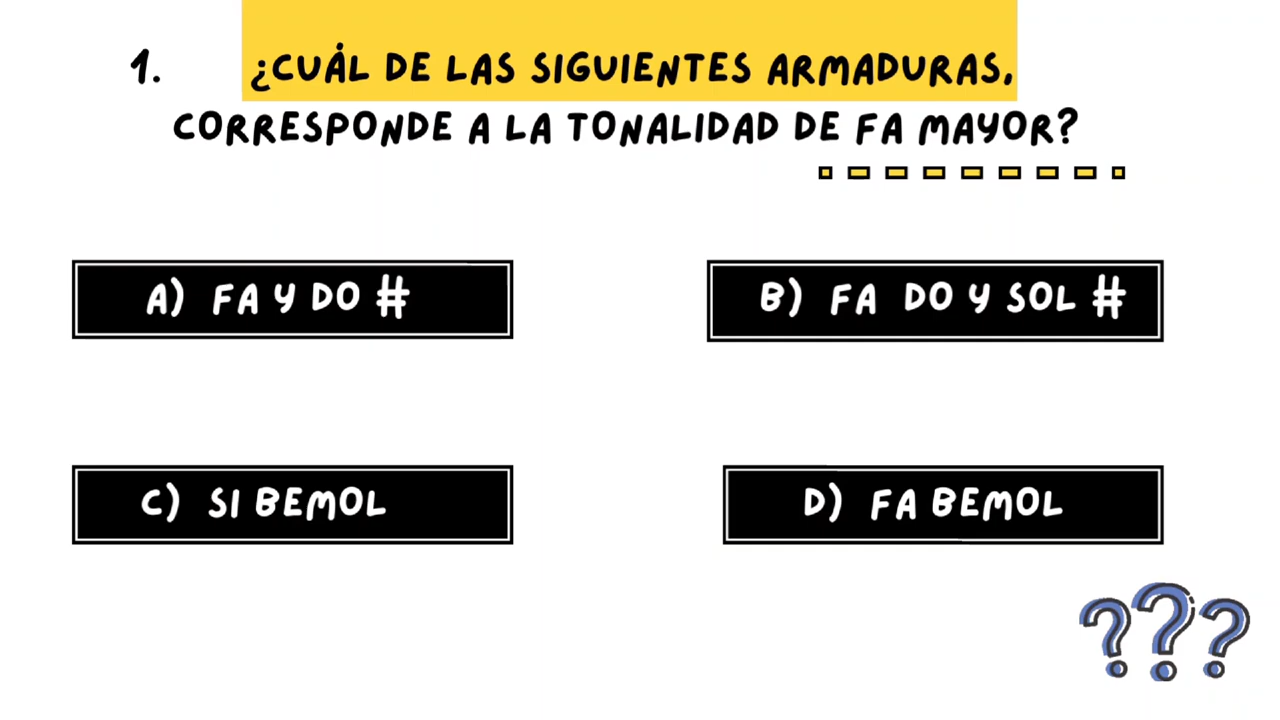 1. ¿CUÁL DE LAS SIGUIENTES ARMADURAS,
CORRESPONDE A LA TONALIDAD DE FA MAYOR?
A) FA Y DO #
B) FA DO Y SOL #
C) SI BEMOL
D) FA BEMOL
???